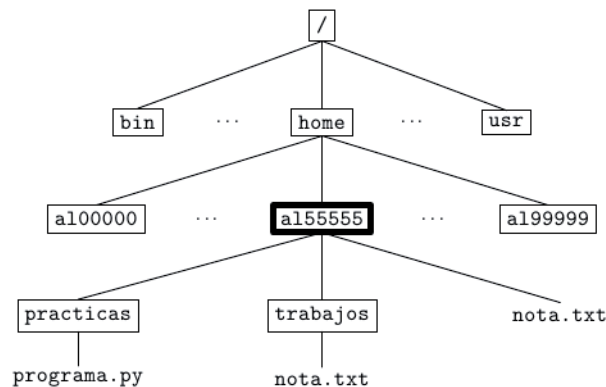 /
bin ... home ... usr
al00000 ... al55555 ... al99999
practicas trabajos nota.txt
programa.py nota.txt